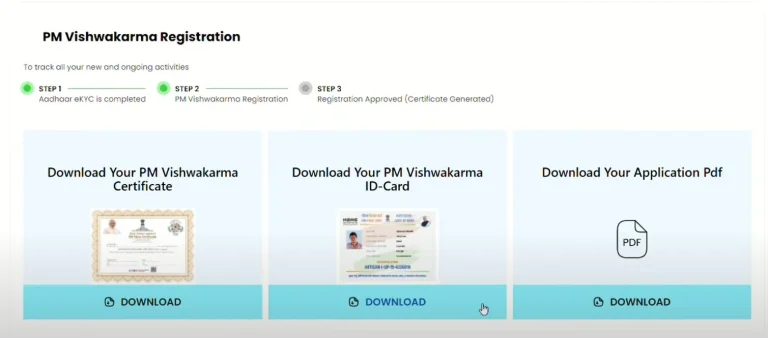 PM Vishwakarma Registration
To track all your new and ongoing activities
STEP 1
Aadhaar eKYC is completed
STEP 2
PM Vishwakarma Registration
STEP 3
Registration Approved (Certificate Generated)
Download Your PM Vishwakarma
Certificate
DOWNLOAD
Download Your PM Vishwakarma
ID-Card
DOWNLOAD
Download Your Application Pdf
PDF
DOWNLOAD